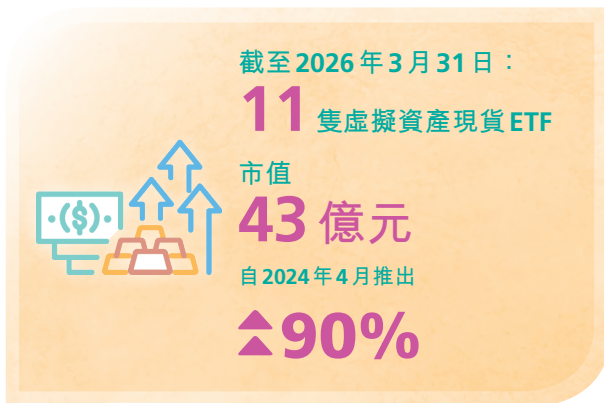 截至2026年3月31日：
11 隻虛擬資產現貨ETF
市值
43 億元
自2024年4月推出
90%
($)